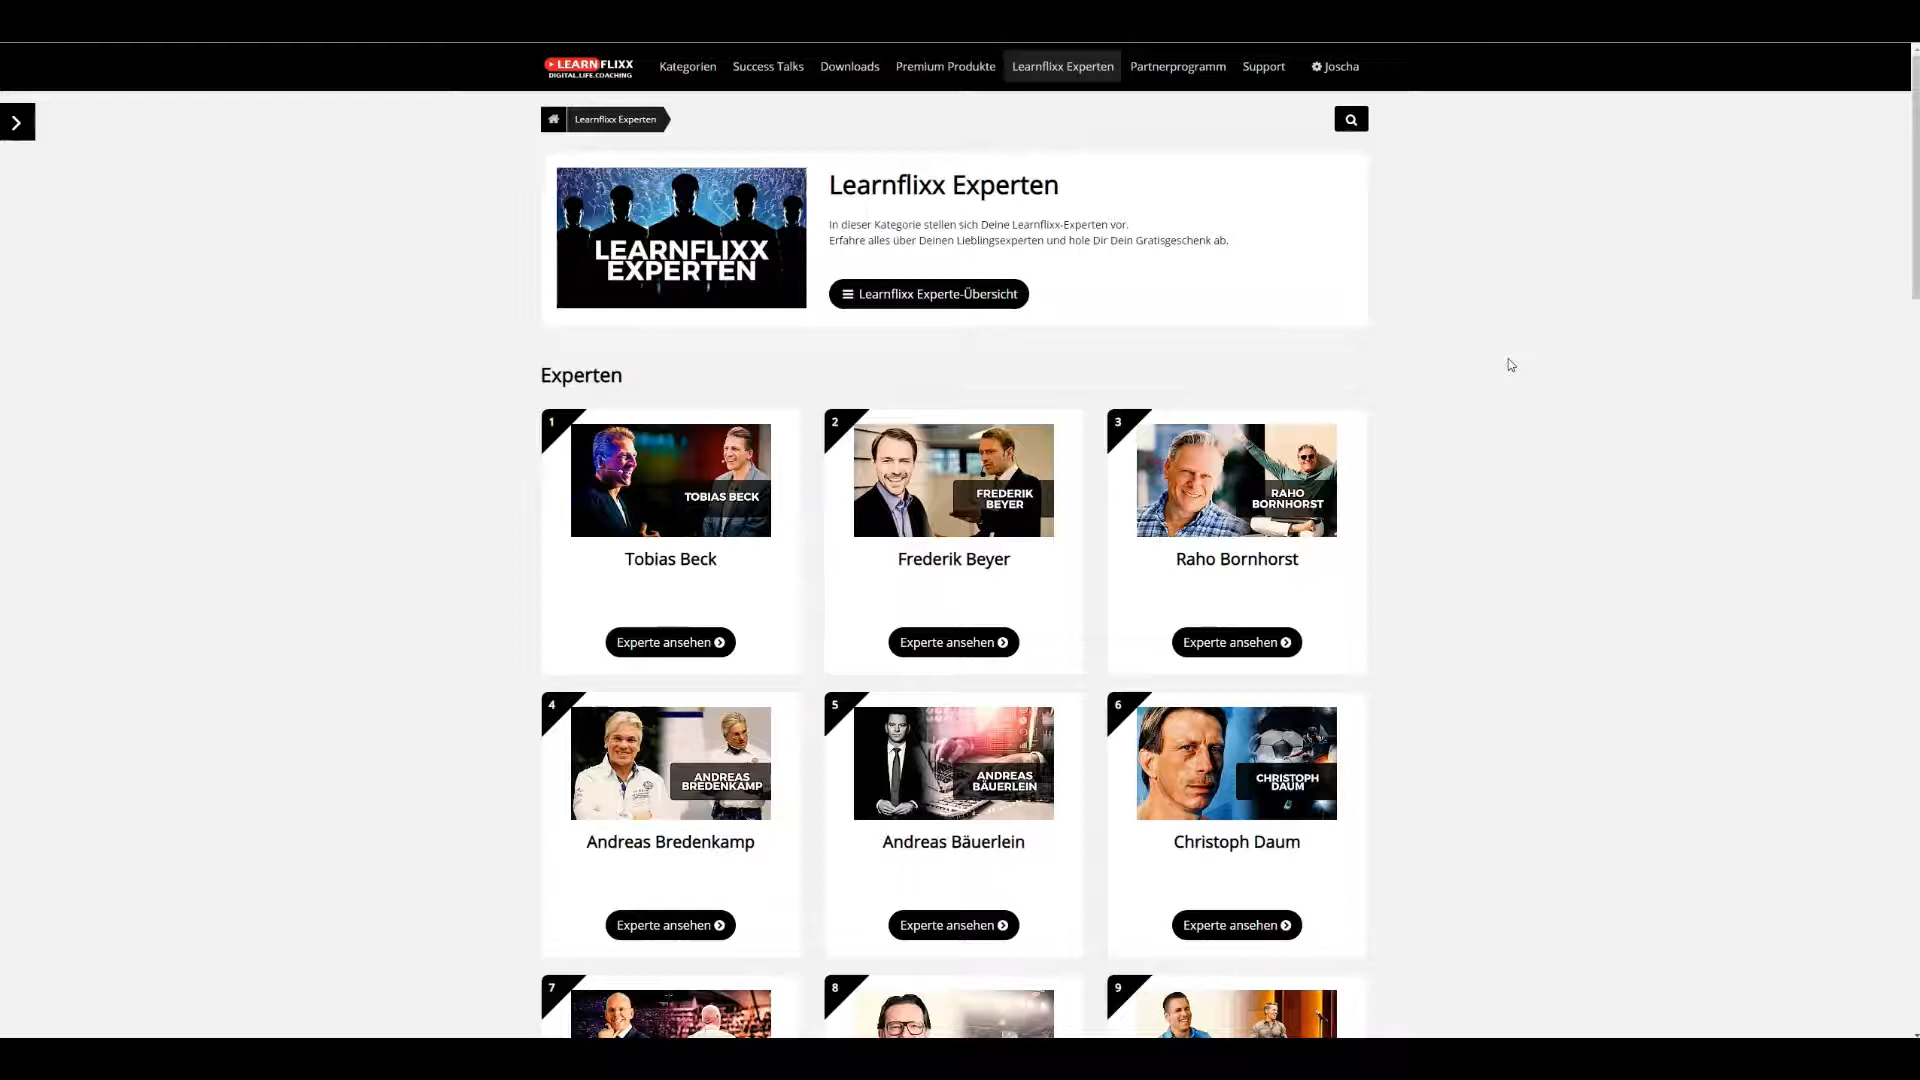 LEARNFLIXX
DIGITAL.LIFE.COACHING
Kategorien
Success Talks
Downloads
Premium Produkte
Learnflixx Experten
Partnerprogramm
Support
Joscha
Learnflixx Experten
LEARNFLIXX
EXPERTEN
Learnflixx Experten
In dieser Kategorie stellen sich Deine Learnflixx-Experten vor.
Erfahre alles über Deinen Lieblingsexperten und hole Dir Dein Gratisgeschenk ab.
Learnflixx Experte-Übersicht
Experten
1
TOBIAS BECK
Tobias Beck
Experte ansehen
2
FREDERIK
BEYER
Frederik Beyer
Experte ansehen
3
RAHO
BORNHORST
Raho Bornhorst
Experte ansehen
4
ANDREAS
BREDENKAMP
Andreas Bredenkamp
Experte ansehen
5
ANDREAS
BÄUERLEIN
Andreas Bäuerlein
Experte ansehen
6
CHRISTOPH
DAUM
Christoph Daum
Experte ansehen
7
8
9